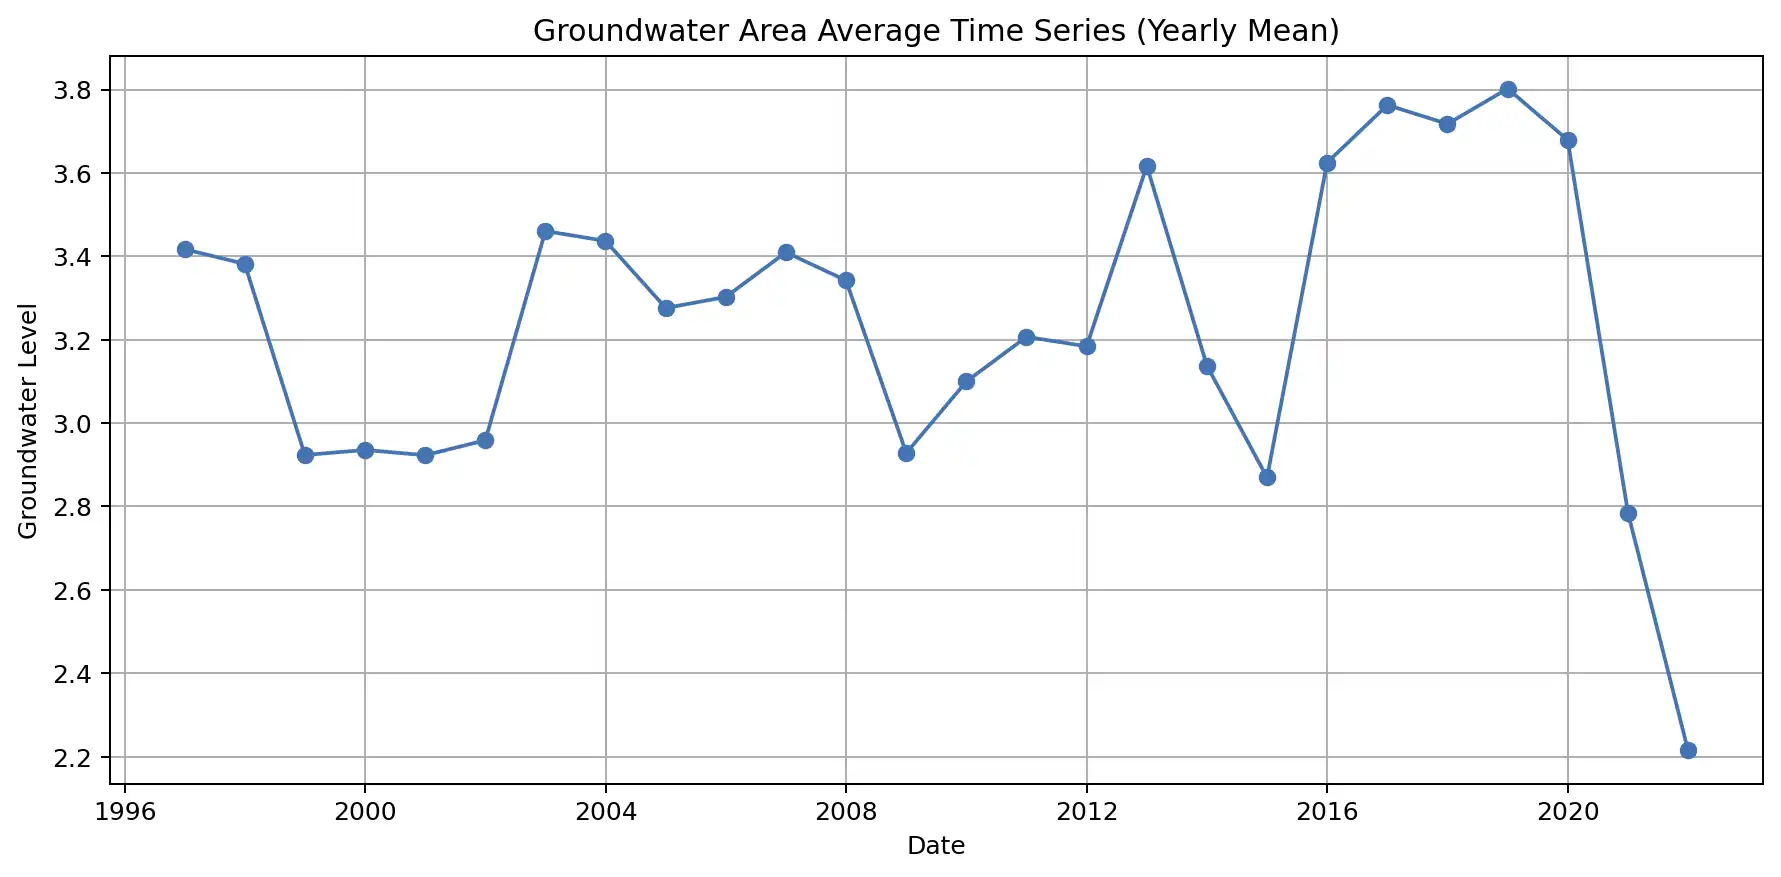 Groundwater Area Average Time Series (Yearly Mean)
3.8
3.6
3.4
3.2
3.0
2.8
2.6
2.4
2.2
Groundwater Level
1996 2000 2004 2008 2012 2016 2020
Date